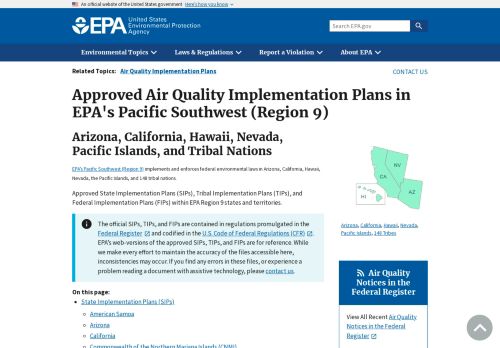 An official website of the United States government Here's how you know
EPA United States
Environmental Protection
Agency
Search EPA.gov
Environmental Topics Laws & Regulations Report a Violation About EPA
Related Topics: Air Quality Implementation Plans
CONTACT US
Approved Air Quality Implementation Plans in
EPA's Pacific Southwest (Region 9)
Arizona, California, Hawaii, Nevada,
Pacific Islands, and Tribal Nations
EPA's Pacific Southwest (Region 9) implements and enforces federal environmental laws in Arizona, California, Hawaii,
Nevada, the Pacific Islands, and 148 tribal nations.
Approved State Implementation Plans (SIPs), Tribal Implementation Plans (TIPs), and
Federal Implementation Plans (FIPs) within EPA Region 9 states and territories.
The official SIPs, TIPs, and FIPs are contained in regulations promulgated in the
Federal Register and codified in the U.S. Code of Federal Regulations (CFR).
EPA's web-versions of the approved SIPs, TIPs, and FIPs are for reference. While
we make every effort to maintain the accuracy of the files accessible here,
inconsistencies may occur. If you find any errors in these files, or experience a
problem reading a document with assistive technology, please contact us.
On this page:
State Implementation Plans (SIPs)
American Samoa
Arizona
California
Commonwealth of the Northern Mariana Islands (CNMI)
NV
CA
AZ
HI
Arizona, California, Hawaii, Nevada,
Pacific Islands, 148 Tribes
Air Quality
Notices in the
Federal Register
View All Recent Air Quality
Notices in the Federal
Register